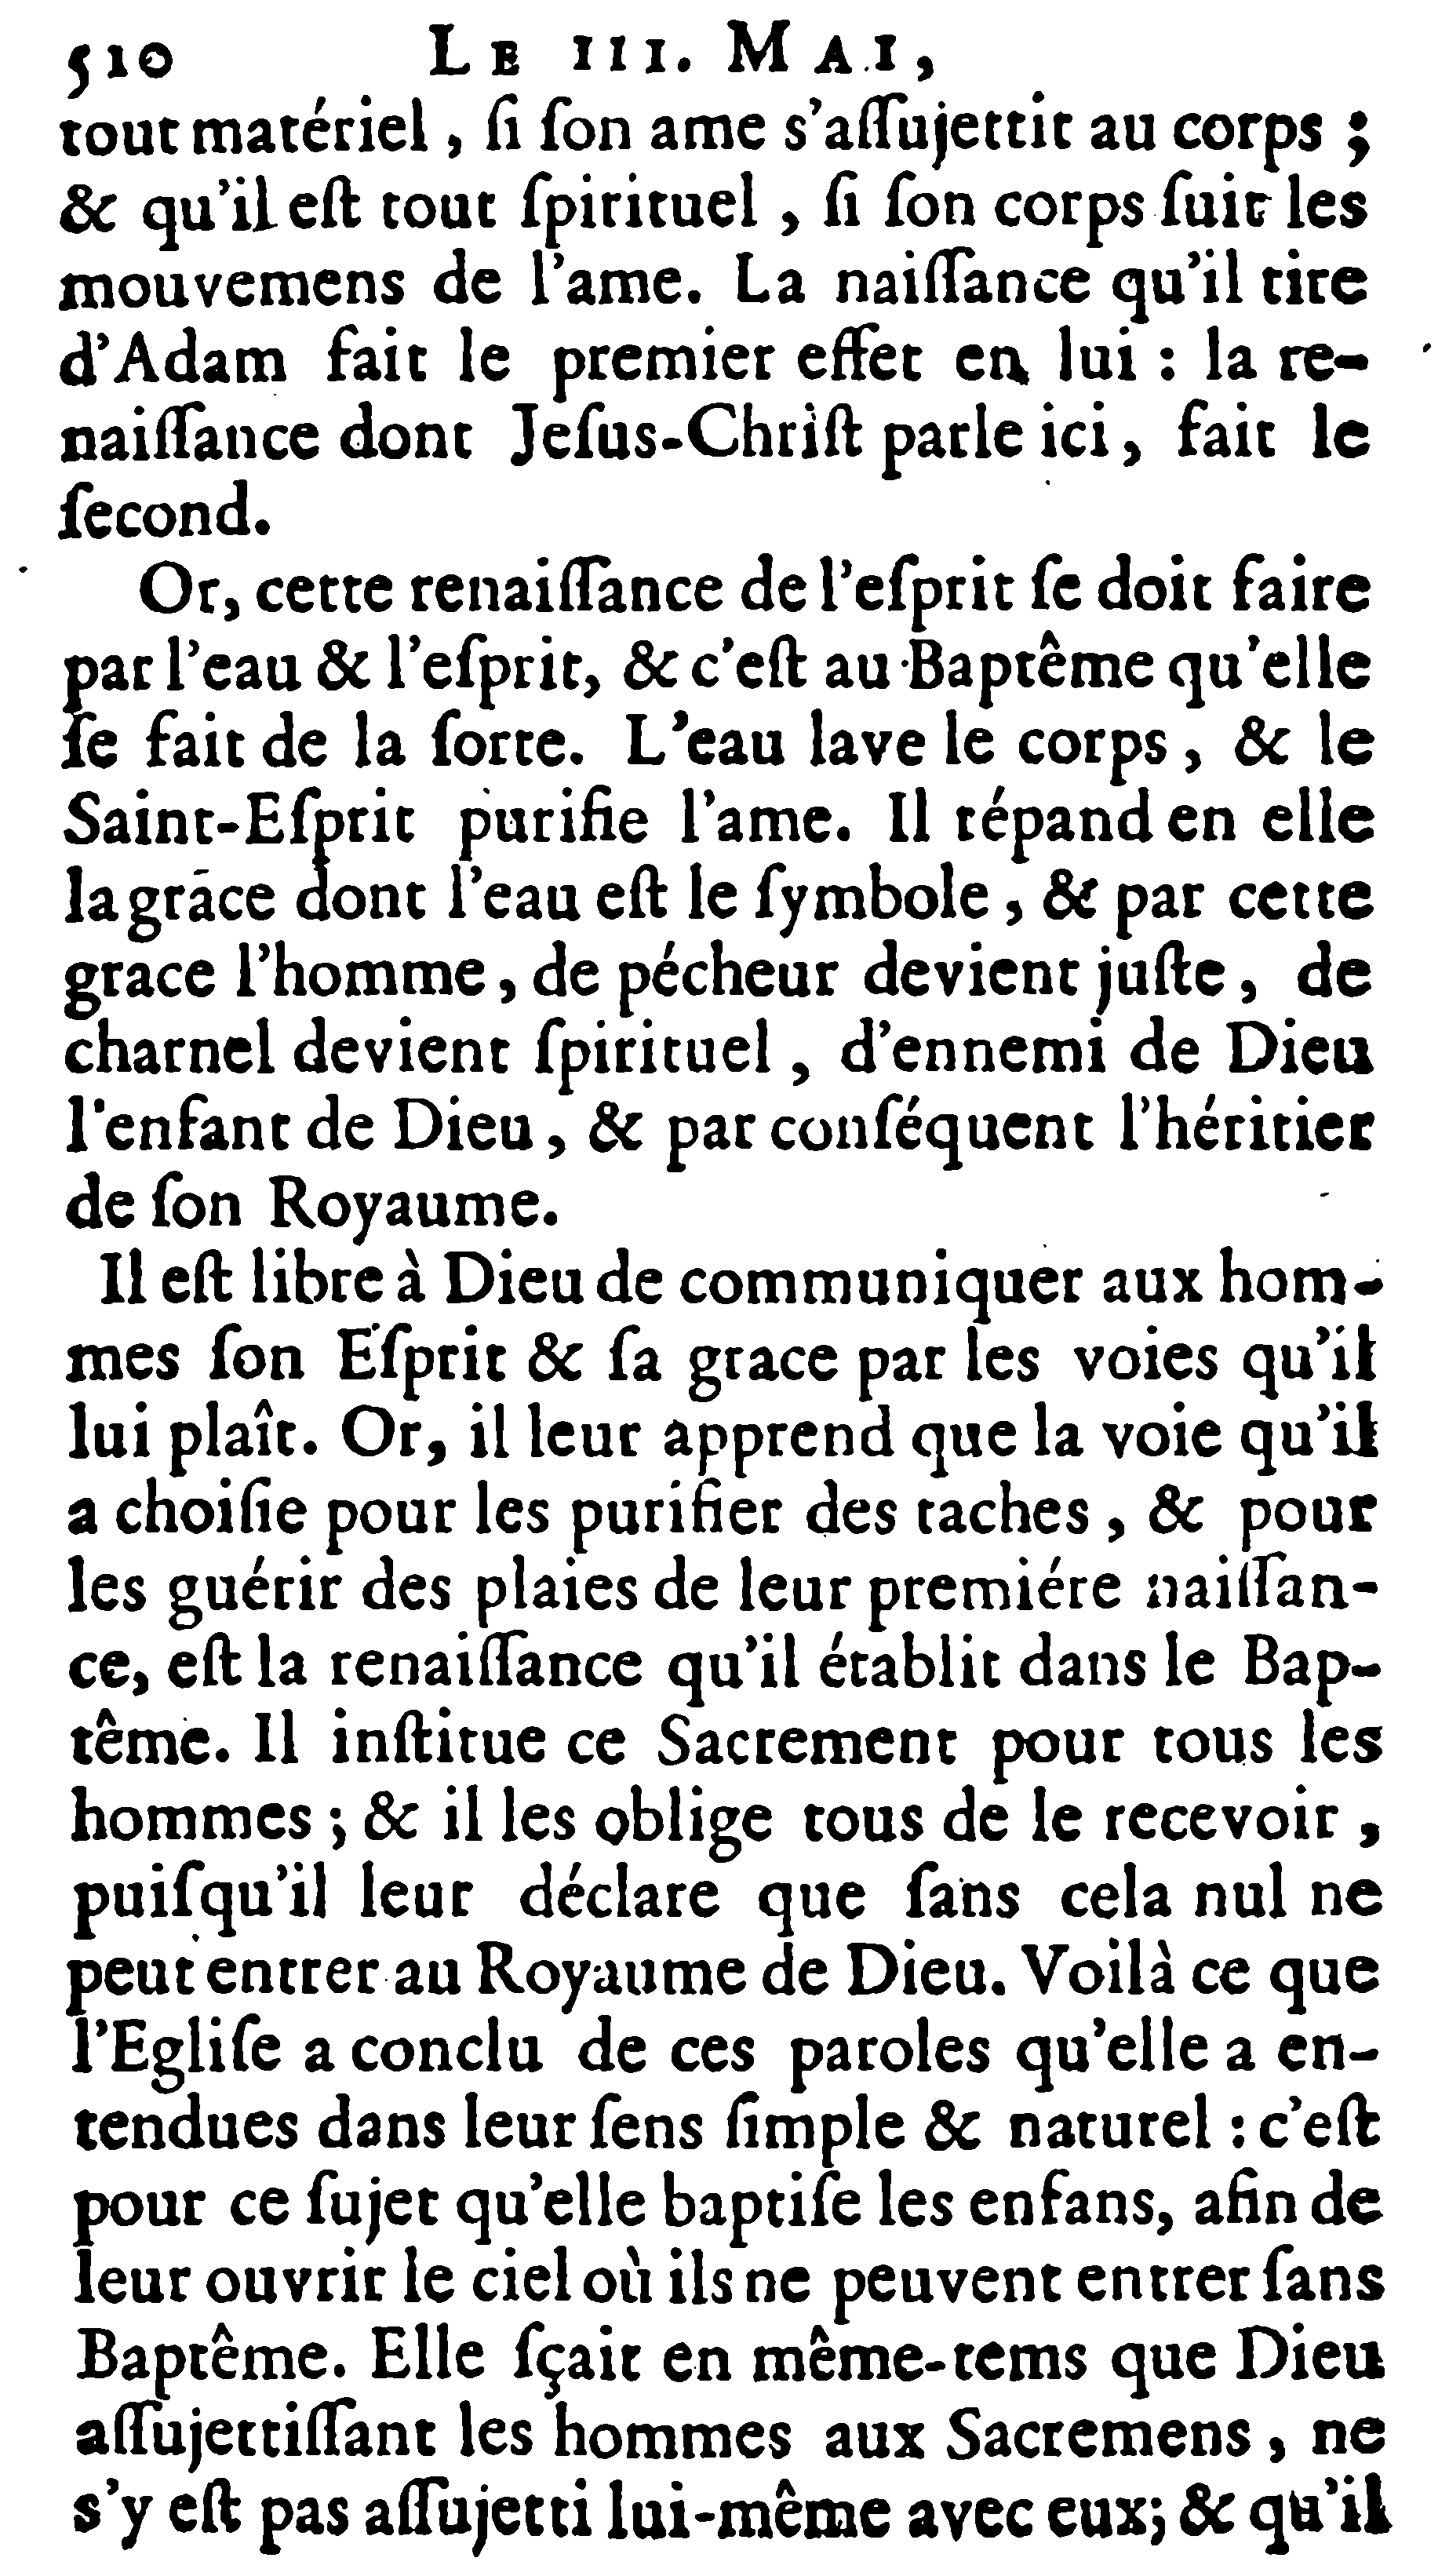 510 LE III. MAI,
tout matériel, ſi ſon ame s'aſſujettit au corps;
& qu'il eſt tout ſpirituel, ſi ſon corps ſuit les
mouvemens de l'ame. La naiſſance qu'il tire
d'Adam fait le premier effet en lui : la re-
naiſſance dont Jeſus-Chriſt parle ici, fait le
ſecond.
Or, cette renaiſſance de l'eſprit ſe doit faire
par l'eau & l'eſprit, & c'eſt au Baptême qu'elle
ſe fait de la ſorte. L'eau lave le corps, & le
Saint-Eſprit purifie l'ame. Il répand en elle
la grace dont l'eau eſt le ſymbole, & par cette
grace l'homme, de pécheur devient juſte, de
charnel devient ſpirituel, d'ennemi de Dieu
l'enfant de Dieu, & par conſéquent l'héritier
de ſon Royaume.
Il eſt libre à Dieu de communiquer aux hom-
mes ſon Eſprit & ſa grace par les voies qu'il
lui plaît. Or, il leur apprend que la voie qu'il
a choiſie pour les purifier des taches, & pour
les guérir des plaies de leur premiére naiſſan-
ce, eſt la renaiſſance qu'il établit dans le Bap-
tême. Il inſtitue ce Sacrement pour tous les
hommes; & il les oblige tous de le recevoir,
puiſqu'il leur déclare que ſans cela nul ne
peut entrer au Royaume de Dieu. Voilà ce que
l'Egliſe a conclu de ces paroles qu'elle a en-
tendues dans leur ſens ſimple & naturel : c'eſt
pour ce ſujet qu'elle baptiſe les enfans, afin de
leur ouvrir le ciel où ils ne peuvent entrer ſans
Baptême. Elle ſçait en même-tems que Dieu
aſſujettiſſant les hommes aux Sacremens, ne
s'y eſt pas aſſujetti lui-même avec eux; & qu'il